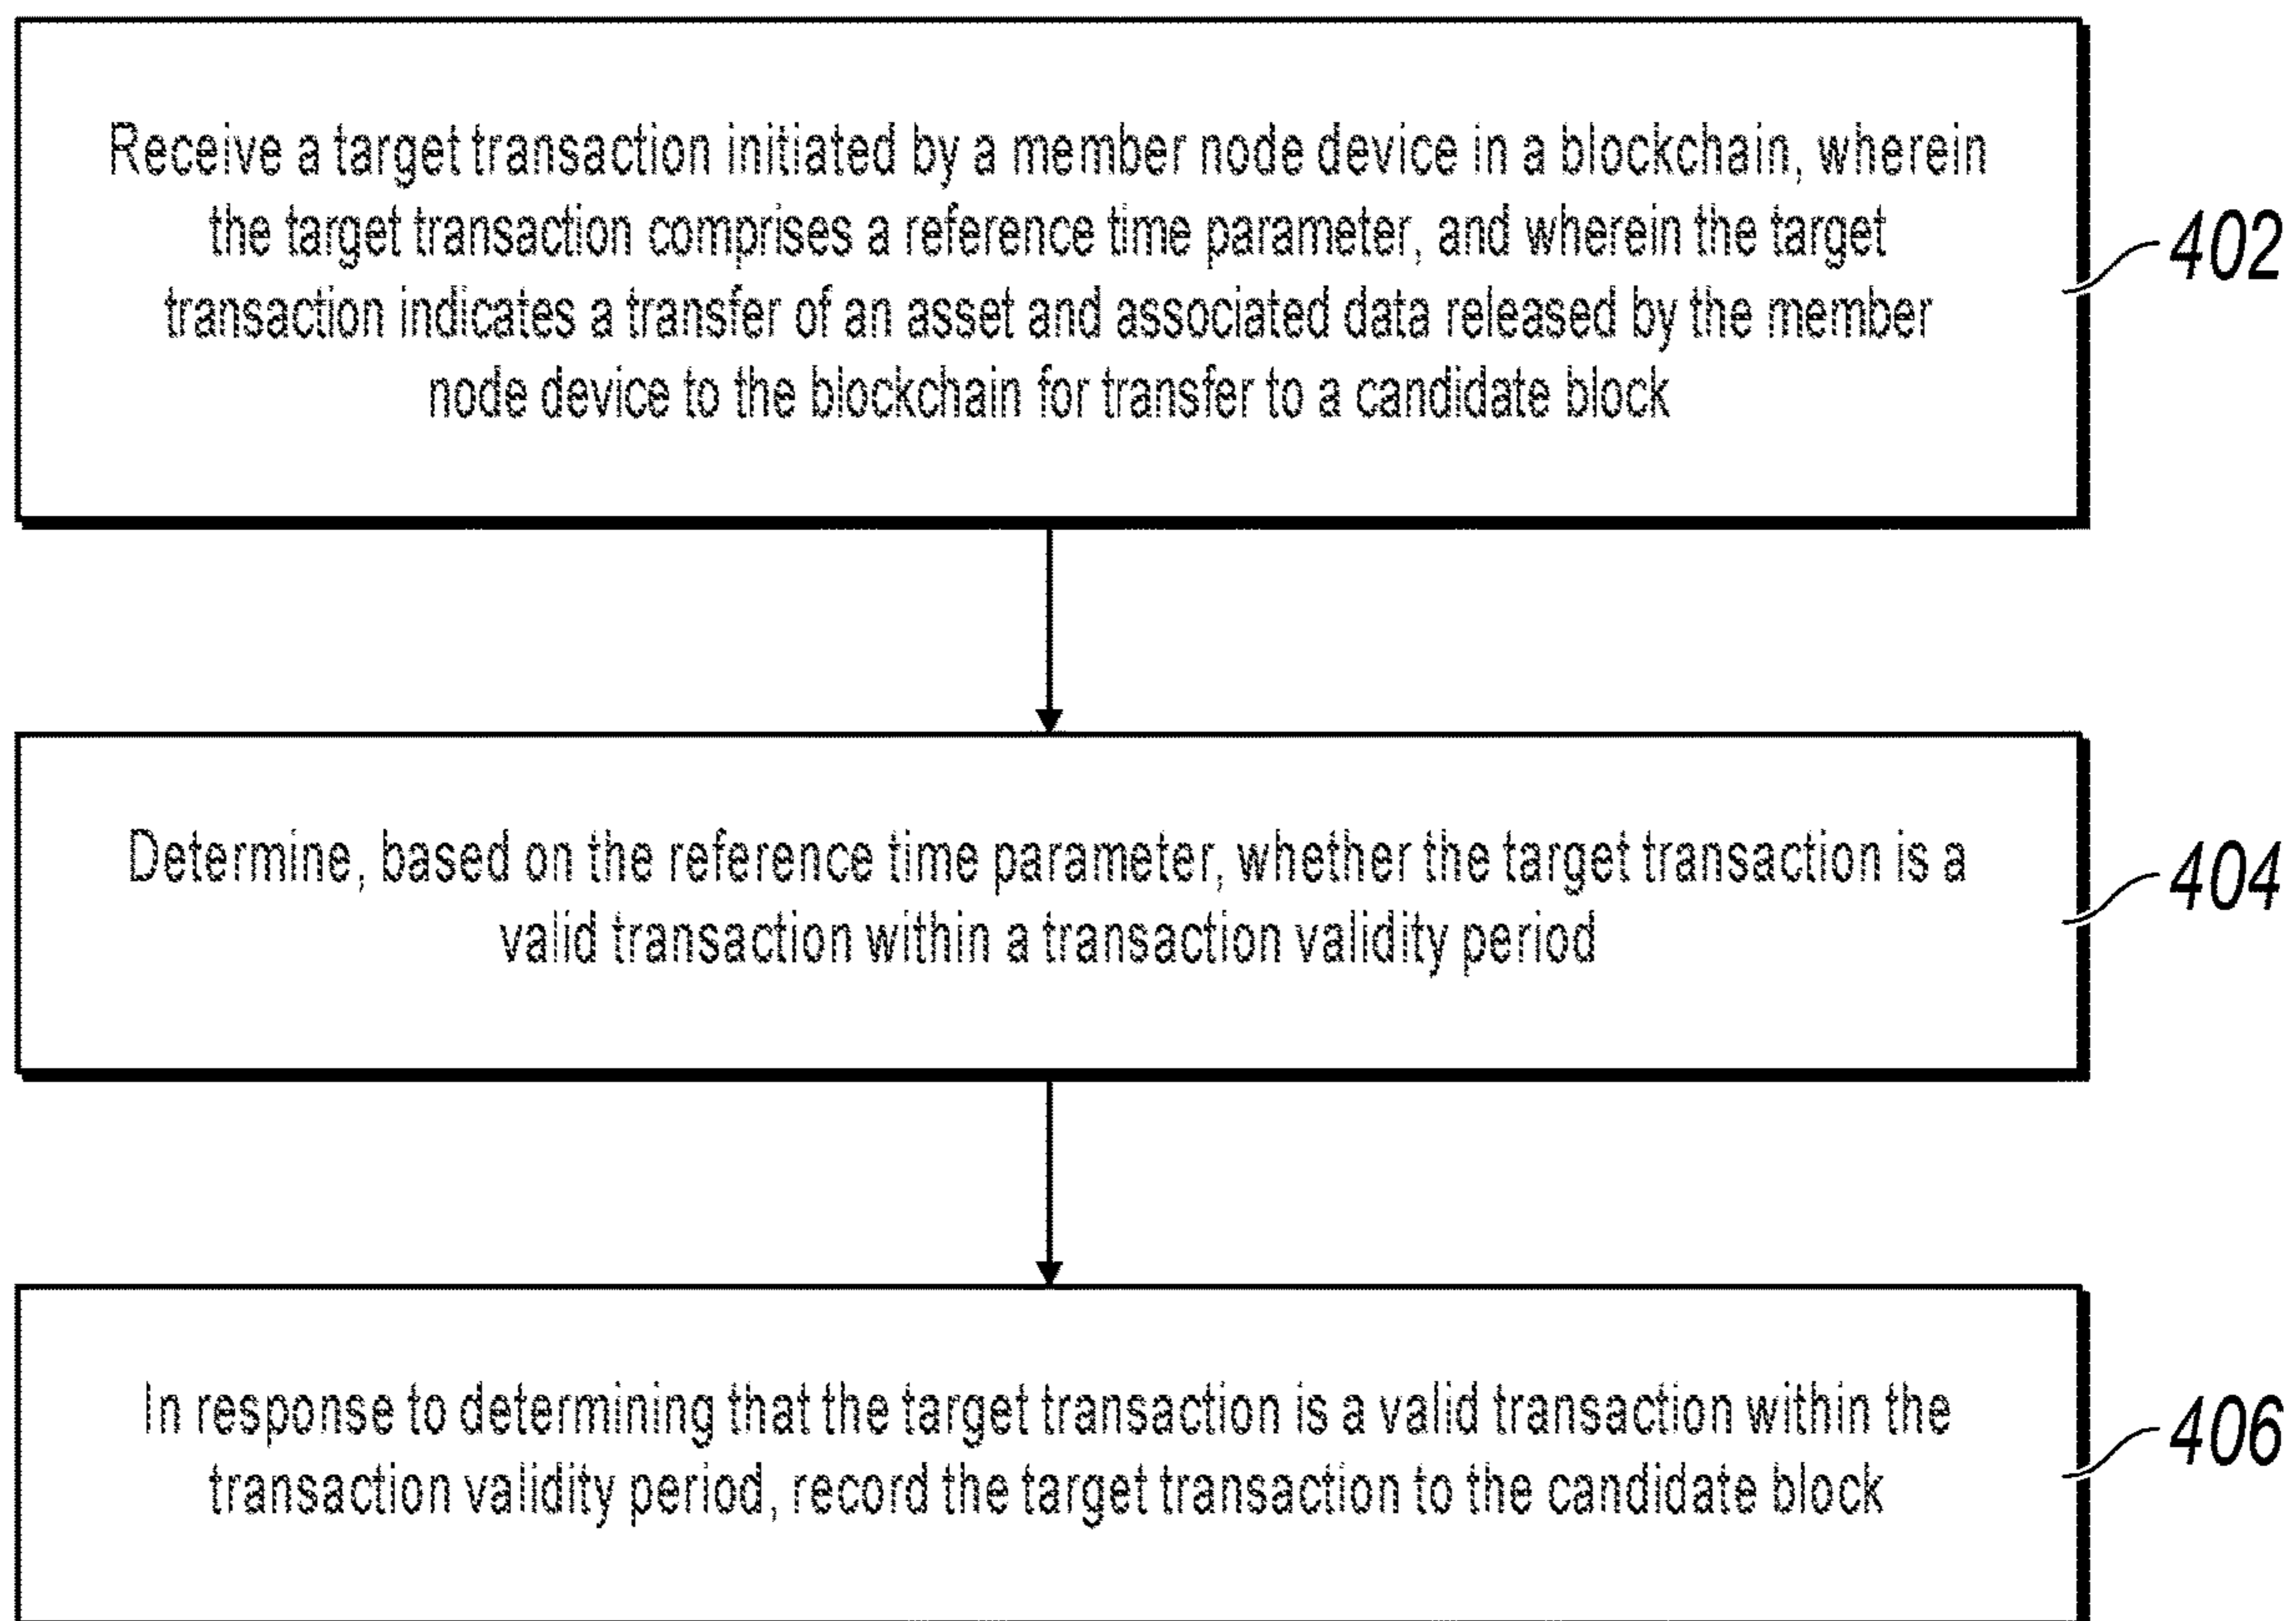 Receive a target transaction initiated by a member node device in a blockchain, wherein
the target transaction comprises a reference time parameter, and wherein the target
transaction indicates a transfer of an asset and associated data released by the member
node device to the blockchain for transfer to a candidate block
402
Determine, based on the reference time parameter, whether the target transaction is a
valid transaction within a transaction validity period
404
In response to determining that the target transaction is a valid transaction within the
transaction validity period, record the target transaction to the candidate block
406